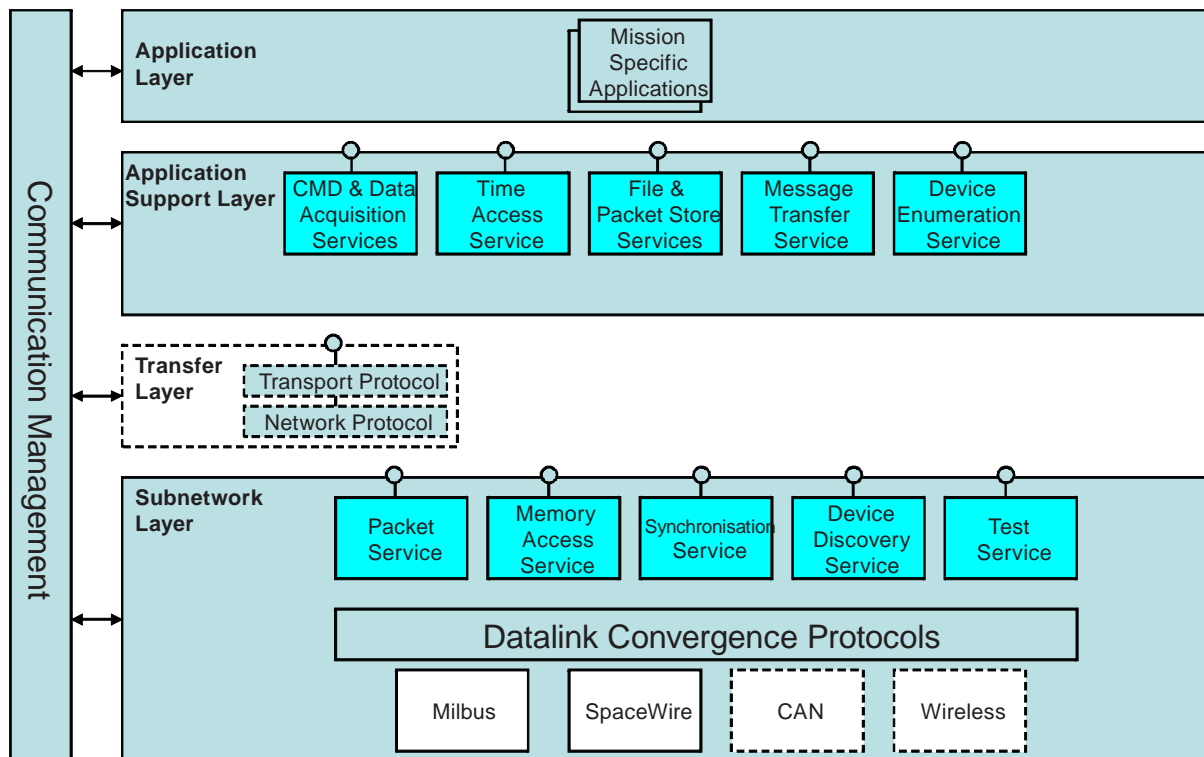 Communication Management
Application
Layer
Mission
Specific
Applications
Application
Support Layer
CMD & Data
Acquisition
Services
Time
Access
Service
File &
Packet Store
Services
Message
Transfer
Service
Device
Enumeration
Service
Transfer
Layer
Transport Protocol
Network Protocol
Subnetwork
Layer
Packet
Service
Memory
Access
Service
Synchronisation
Service
Device
Discovery
Service
Test
Service
Datalink Convergence Protocols
Milbus
SpaceWire
CAN
Wireless